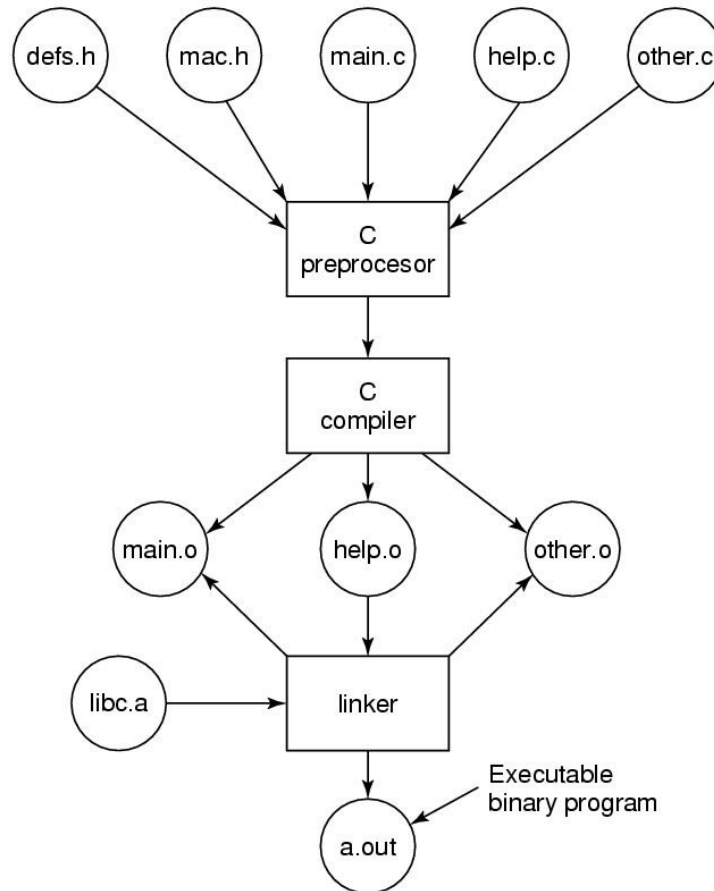 defs.h
mac.h
main.c
help.c
other.c
C
preprocesor
C
compiler
main.o
help.o
other.o
libc.a
linker
Executable
binary program
a.out